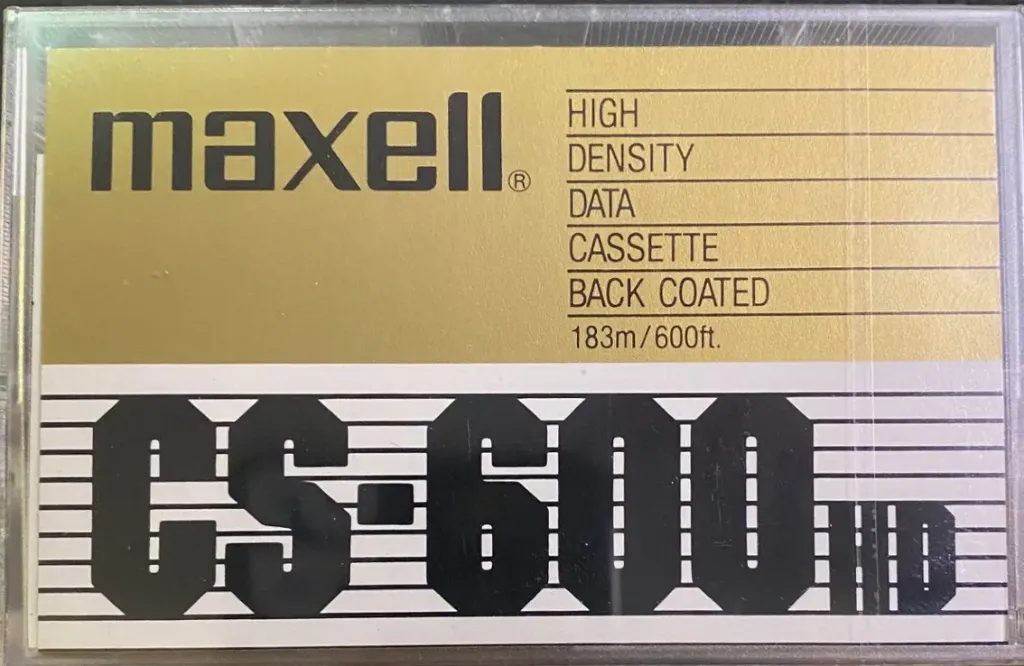 maxell®
HIGH
DENSITY
DATA
CASSETTE
BACK COATED
183m/600ft.
CS-600HD